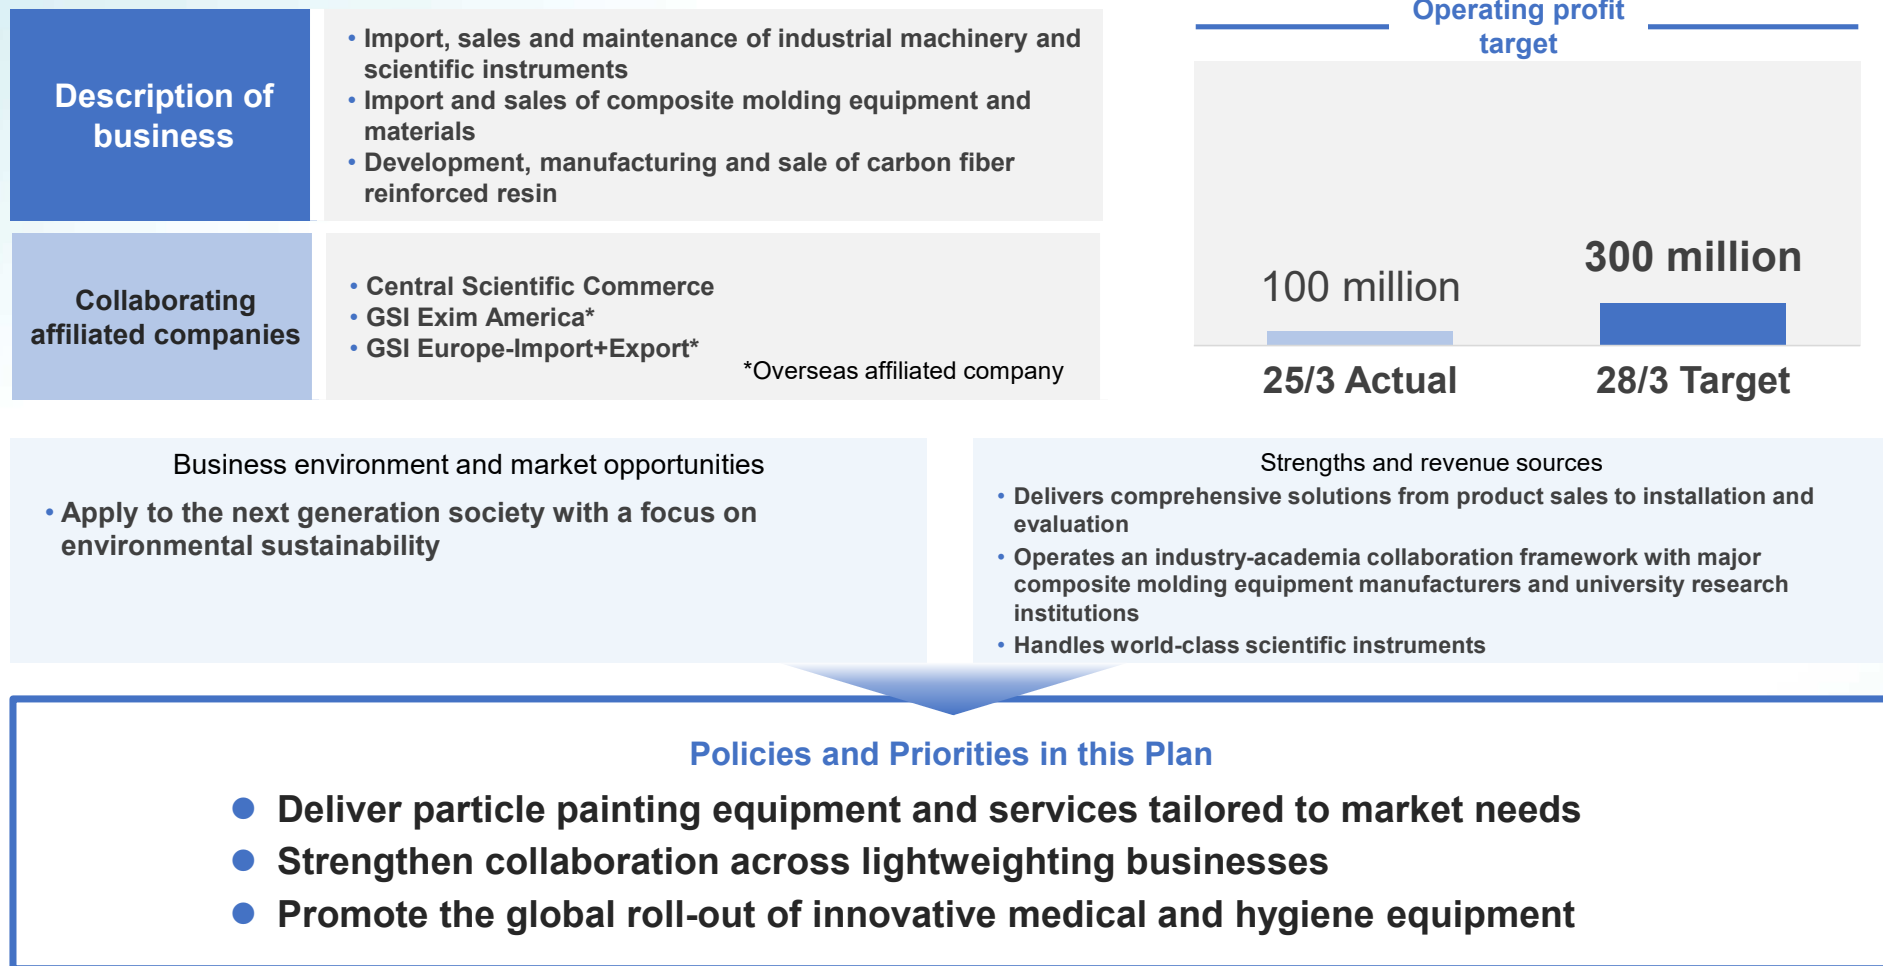 Description of
business
• Import, sales and maintenance of industrial machinery and
scientific instruments
• Import and sales of composite molding equipment and
materials
• Development, manufacturing and sale of carbon fiber
reinforced resin
Collaborating
affiliated companies
• Central Scientific Commerce
• GSI Exim America*
• GSI Europe-Import+Export*
*Overseas affiliated company
Operating profit
target
100 million
300 million
25/3 Actual
28/3 Target
Business environment and market opportunities
• Apply to the next generation society with a focus on
environmental sustainability
Strengths and revenue sources
• Delivers comprehensive solutions from product sales to installation and
evaluation
• Operates an industry-academia collaboration framework with major
composite molding equipment manufacturers and university research
institutions
• Handles world-class scientific instruments
Policies and Priorities in this Plan
● Deliver particle painting equipment and services tailored to market needs
● Strengthen collaboration across lightweighting businesses
● Promote the global roll-out of innovative medical and hygiene equipment